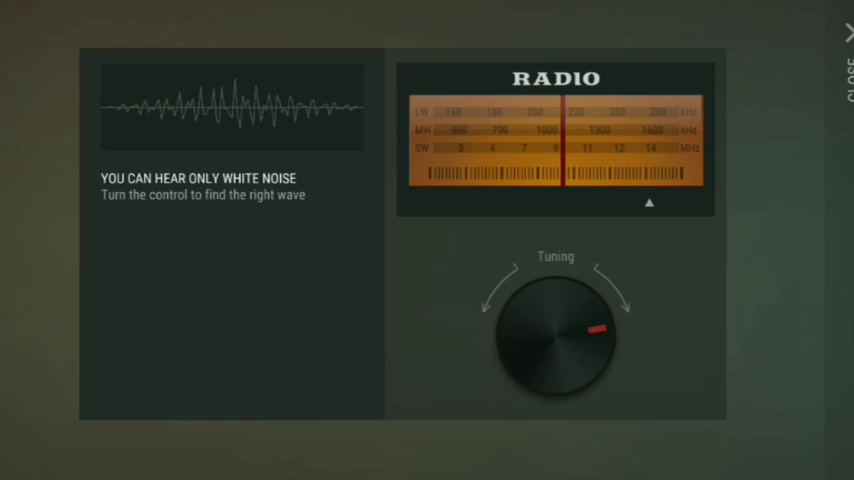 YOU CAN HEAR ONLY WHITE NOISE
Turn the control to find the right wave
RADIO
LW 160 180 200 220 250 280 kHz
MW 500 700 1000 1300 1600 kHz
SW 3 4 7 9 11 12 14 MHz
Tuning
CLOSE